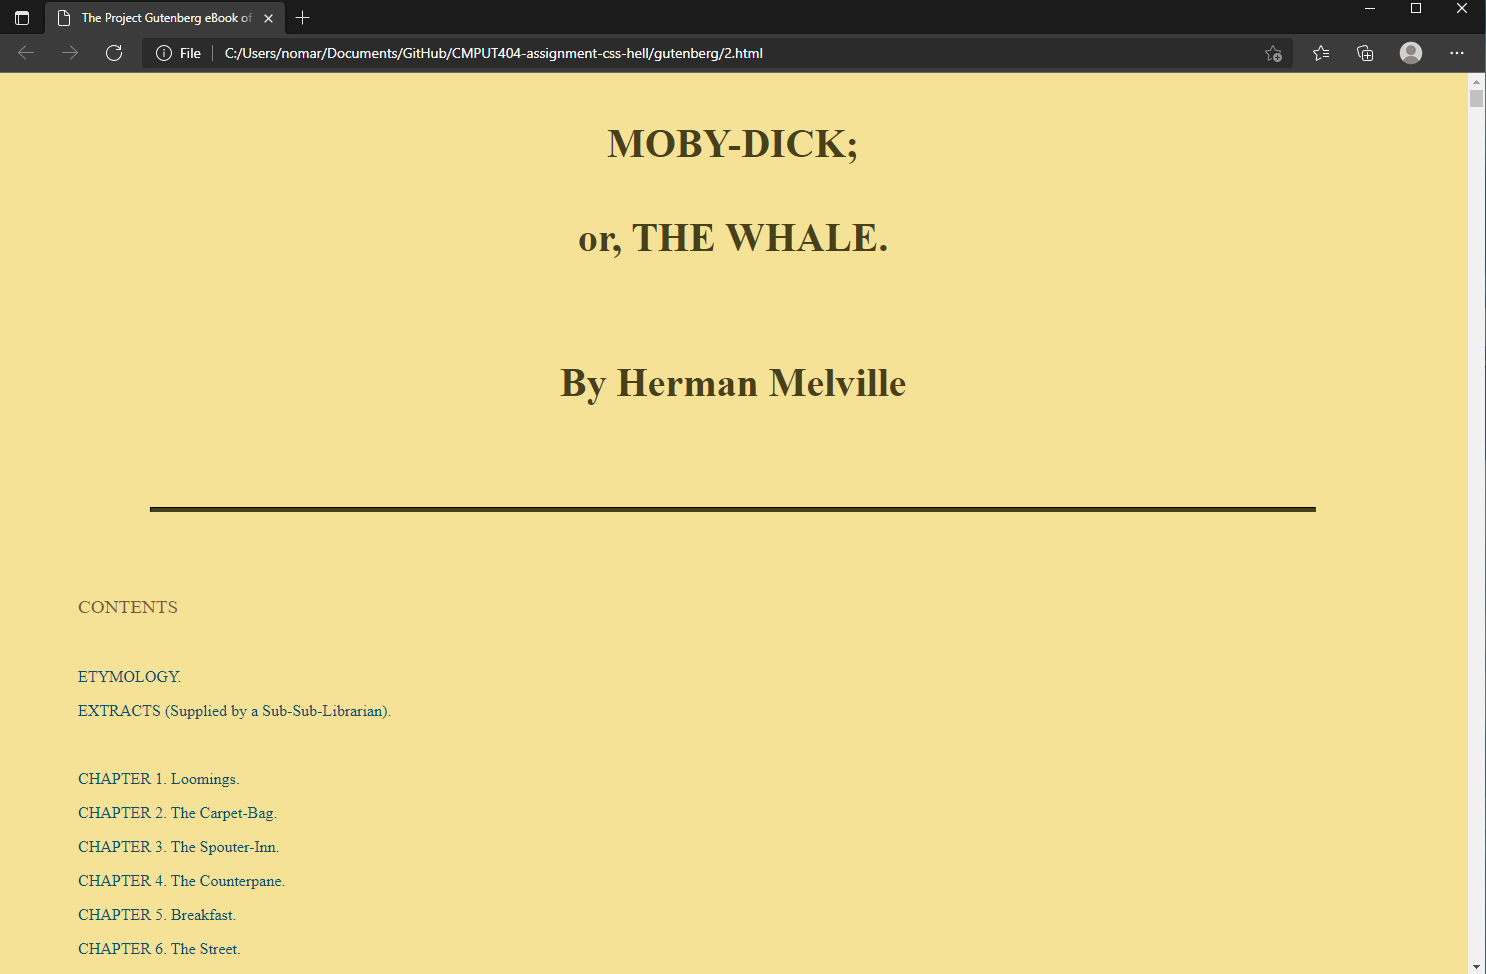 The Project Gutenberg eBook of
File
C:/Users/nomar/Documents/GitHub/CMPUT404-assignment-css-hell/gutenberg/2.html
MOBY-DICK;
or, THE WHALE.
By Herman Melville
CONTENTS
ETYMOLOGY.
EXTRACTS (Supplied by a Sub-Sub-Librarian).
CHAPTER 1. Loomings.
CHAPTER 2. The Carpet-Bag.
CHAPTER 3. The Spouter-Inn.
CHAPTER 4. The Counterpane.
CHAPTER 5. Breakfast.
CHAPTER 6. The Street.